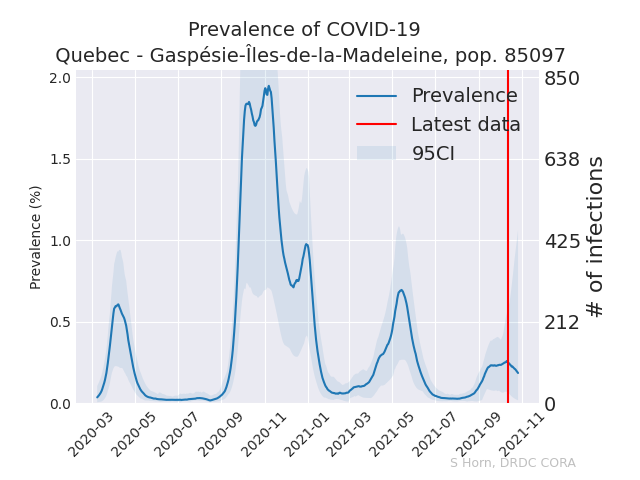 Prevalence of COVID-19
Quebec - Gaspésie-Îles-de-la-Madeleine, pop. 85097
Prevalence (%)
2.0
1.5
1.0
0.5
0.0
Prevalence
Latest data
95CI
850
638
425
212
0
# of infections
2020-03
2020-05
2020-07
2020-09
2020-11
2021-01
2021-03
2021-05
2021-07
2021-09
2021-11
S Horn, DRDC CORA